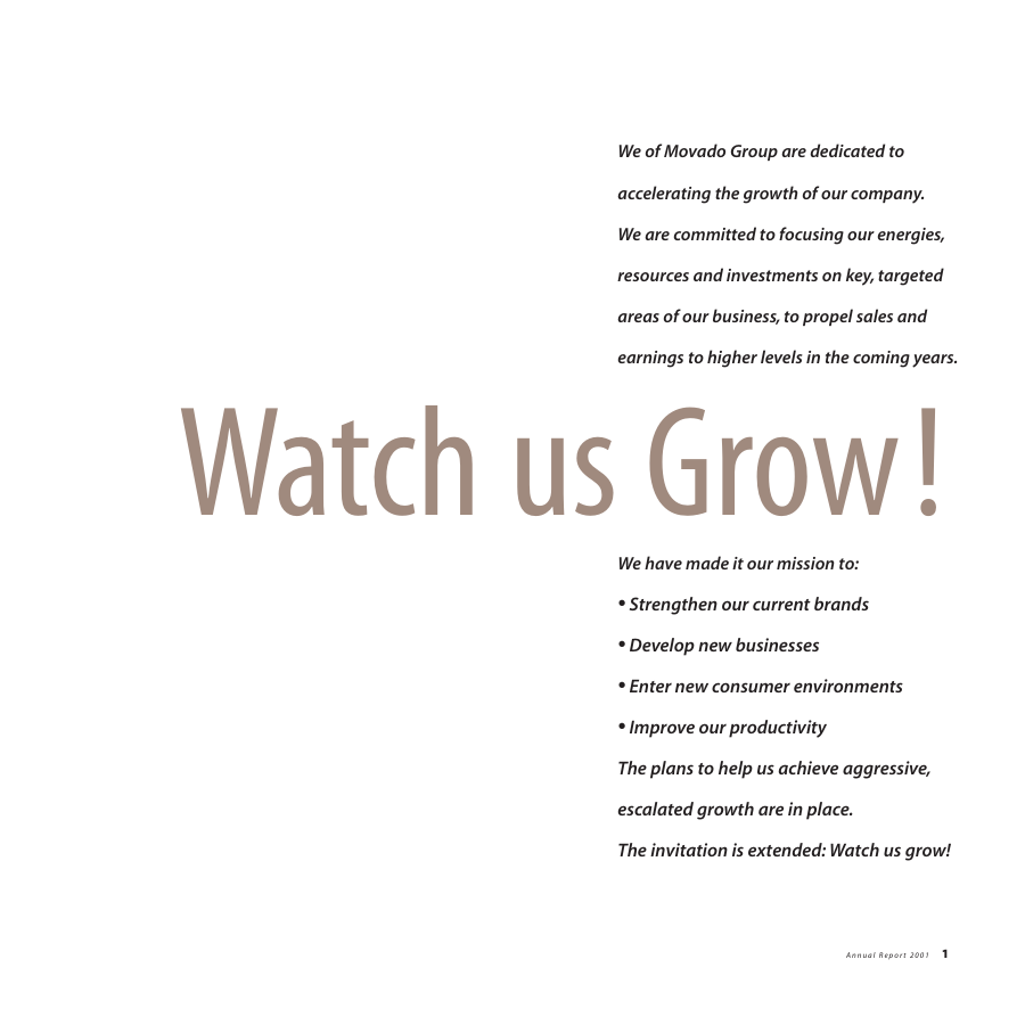 We of Movado Group are dedicated to
accelerating the growth of our company.
We are committed to focusing our energies,
resources and investments on key, targeted
areas of our business, to propel sales and
earnings to higher levels in the coming years.
Watch us Grow!
We have made it our mission to:
• Strengthen our current brands
• Develop new businesses
• Enter new consumer environments
• Improve our productivity
The plans to help us achieve aggressive,
escalated growth are in place.
The invitation is extended: Watch us grow!
Annual Report 2001 1